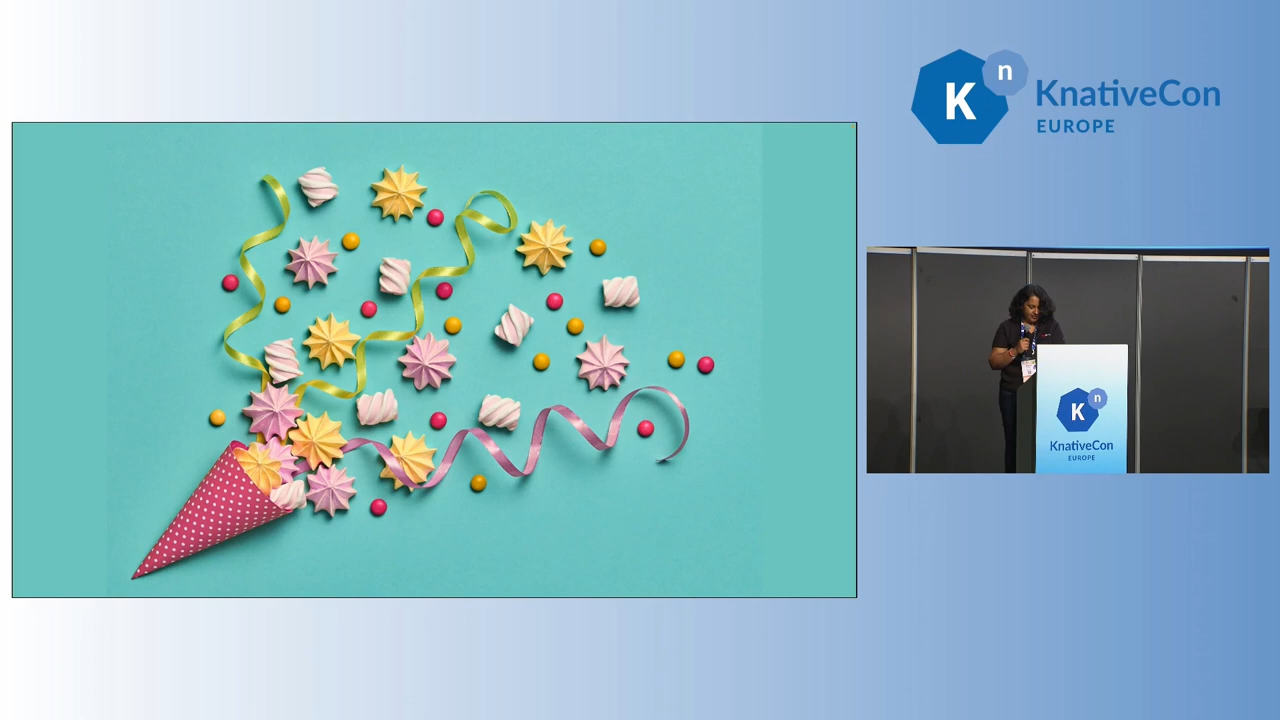 K n
KnativeCon
EUROPE
K n
KnativeCon
EUROPE